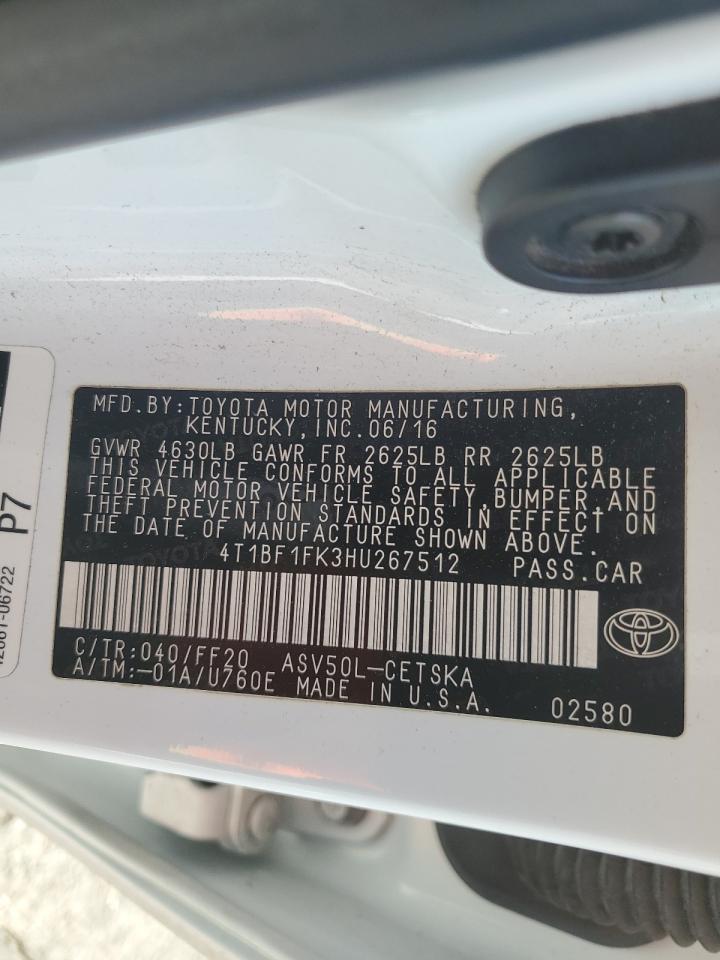 MFD.BY:TOYOTA MOTOR MANUFACTURING,
KENTUCKY,INC.06/16
GVWR 4630LB GAWR FR 2625LB RR 2625LB
THIS VEHICLE CONFORMS TO ALL APPLICABLE
FEDERAL MOTOR VEHICLE SAFETY,BUMPER,AND
THEFT PREVENTION STANDARDS IN EFFECT ON
THE DATE OF MANUFACTURE SHOWN ABOVE.
4T1BF1FK3HU267512 PASS.CAR
C/TR:040/FF20 ASV50L-CETSKA
A/TM:-01A/U760E MADE IN U.S.A. 02580
P7